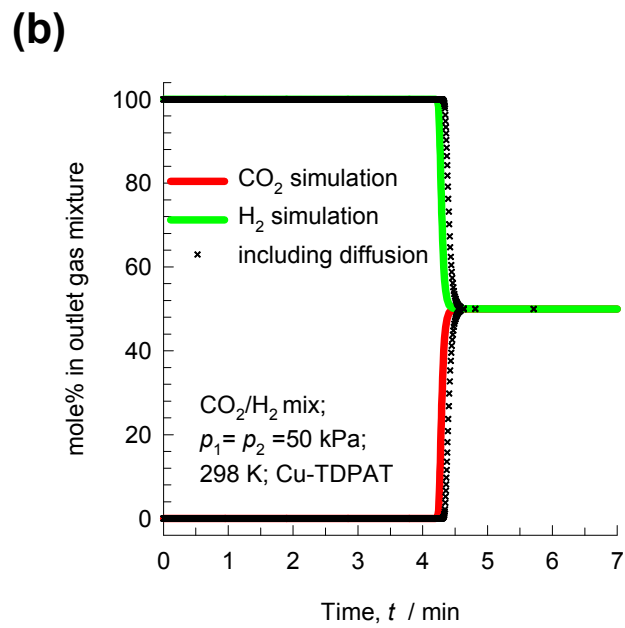 (b)
100
80
60
40
20
0
mole% in outlet gas mixture
CO₂ simulation
H₂ simulation
including diffusion
CO₂/H₂ mix;
p₁= p₂ =50 kPa;
298 K; Cu-TDPAT
0 1 2 3 4 5 6 7
Time, t / min